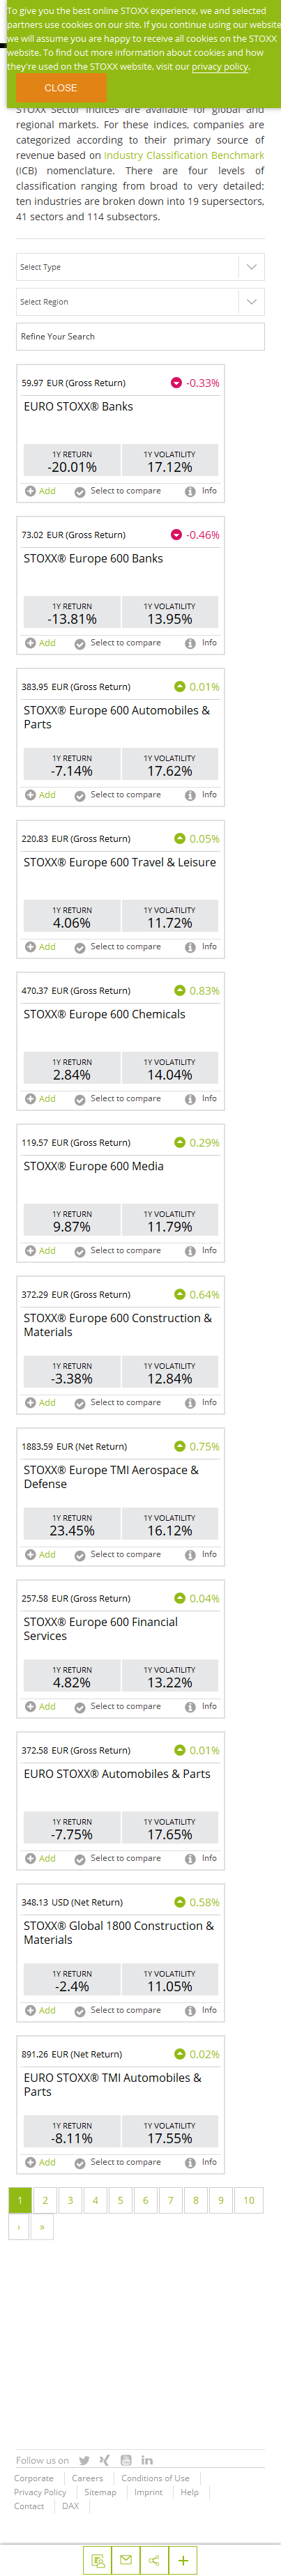 To give you the best online STOXX experience, we and selected
partners use cookies on our site. If you continue using our website
we will assume you are happy to receive all cookies on the STOXX
website. To find out more information about cookies and how
they're used on the STOXX website, visit our privacy policy.
CLOSE
STOXX Sector indices are available for global and
regional markets. For these indices, companies are
categorized according to their primary source of
revenue based on Industry Classification Benchmark
(ICB) nomenclature. There are four levels of
classification ranging from broad to very detailed:
ten industries are broken down into 19 supersectors,
41 sectors and 114 subsectors.
Select Type
Select Region
Refine Your Search
59.97 EUR (Gross Return) -0.33%
EURO STOXX® Banks
1Y RETURN 1Y VOLATILITY
-20.01% 17.12%
Add Select to compare Info
73.02 EUR (Gross Return) -0.46%
STOXX® Europe 600 Banks
1Y RETURN 1Y VOLATILITY
-13.81% 13.95%
Add Select to compare Info
383.95 EUR (Gross Return) 0.01%
STOXX® Europe 600 Automobiles &
Parts
1Y RETURN 1Y VOLATILITY
-7.14% 17.62%
Add Select to compare Info
220.83 EUR (Gross Return) 0.05%
STOXX® Europe 600 Travel & Leisure
1Y RETURN 1Y VOLATILITY
4.06% 11.72%
Add Select to compare Info
470.37 EUR (Gross Return) 0.83%
STOXX® Europe 600 Chemicals
1Y RETURN 1Y VOLATILITY
2.84% 14.04%
Add Select to compare Info
119.57 EUR (Gross Return) 0.29%
STOXX® Europe 600 Media
1Y RETURN 1Y VOLATILITY
9.87% 11.79%
Add Select to compare Info
372.29 EUR (Gross Return) 0.64%
STOXX® Europe 600 Construction &
Materials
1Y RETURN 1Y VOLATILITY
-3.38% 12.84%
Add Select to compare Info
1883.59 EUR (Net Return) 0.75%
STOXX® Europe TMI Aerospace &
Defense
1Y RETURN 1Y VOLATILITY
23.45% 16.12%
Add Select to compare Info
257.58 EUR (Gross Return) 0.04%
STOXX® Europe 600 Financial
Services
1Y RETURN 1Y VOLATILITY
4.82% 13.22%
Add Select to compare Info
372.58 EUR (Gross Return) 0.01%
EURO STOXX® Automobiles & Parts
1Y RETURN 1Y VOLATILITY
-7.75% 17.65%
Add Select to compare Info
348.13 USD (Net Return) 0.58%
STOXX® Global 1800 Construction &
Materials
1Y RETURN 1Y VOLATILITY
-2.4% 11.05%
Add Select to compare Info
891.26 EUR (Net Return) 0.02%
EURO STOXX® TMI Automobiles &
Parts
1Y RETURN 1Y VOLATILITY
-8.11% 17.55%
Add Select to compare Info
1 2 3 4 5 6 7 8 9 10
› »
Follow us on
Corporate Careers Conditions of Use
Privacy Policy Sitemap Imprint Help
Contact DAX